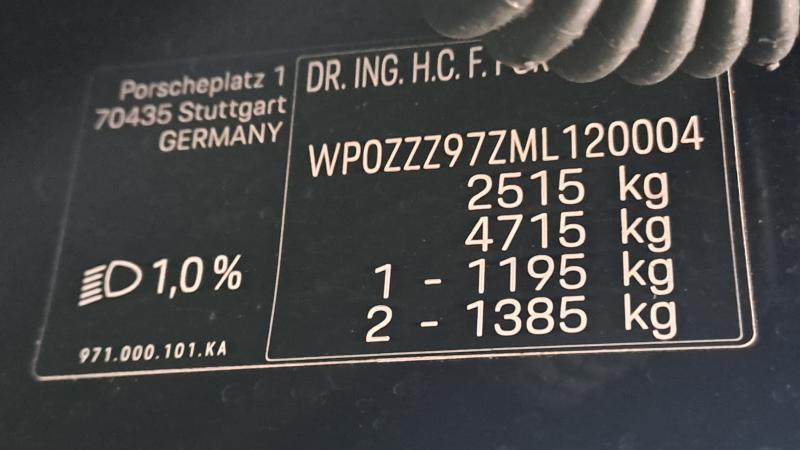 Porscheplatz 1
70435 Stuttgart
GERMANY
1,0 %
971.000.101.KA
DR. ING. H.C. F.
WP0ZZZ97ZML120004
2515 kg
4715 kg
1 - 1195 kg
2 - 1385 kg